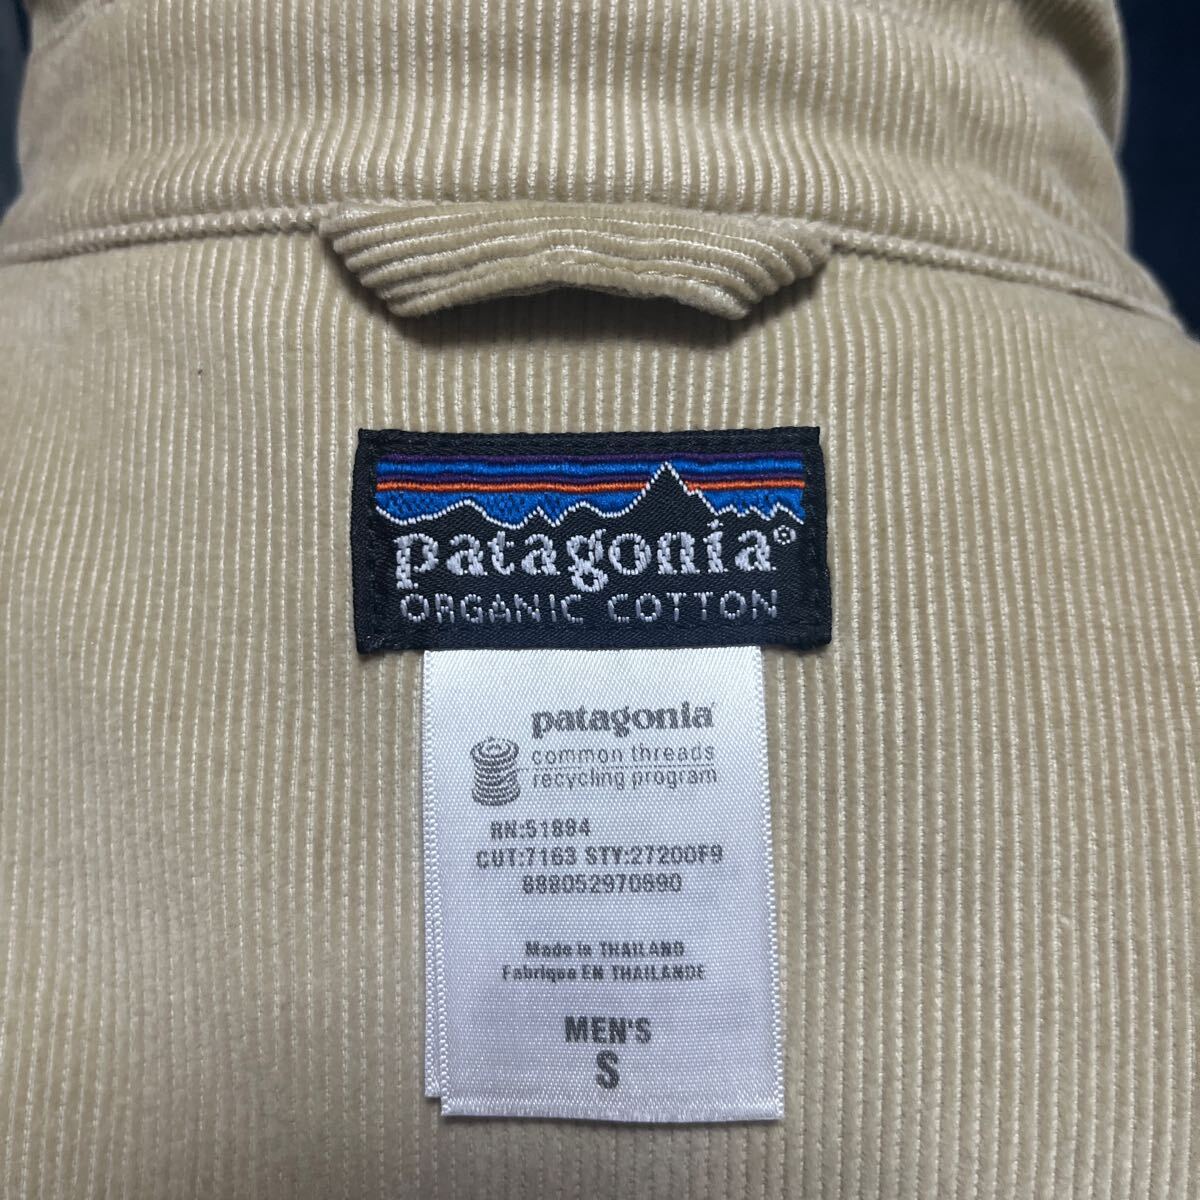 patagonia®
ORGANIC COTTON
patagonia
common threads
recycling program
RN:51884
CUT:7163 STY:27200F9
888052970890
Made in THAILAND
Fabriqué EN THAILANDE
MEN'S
S